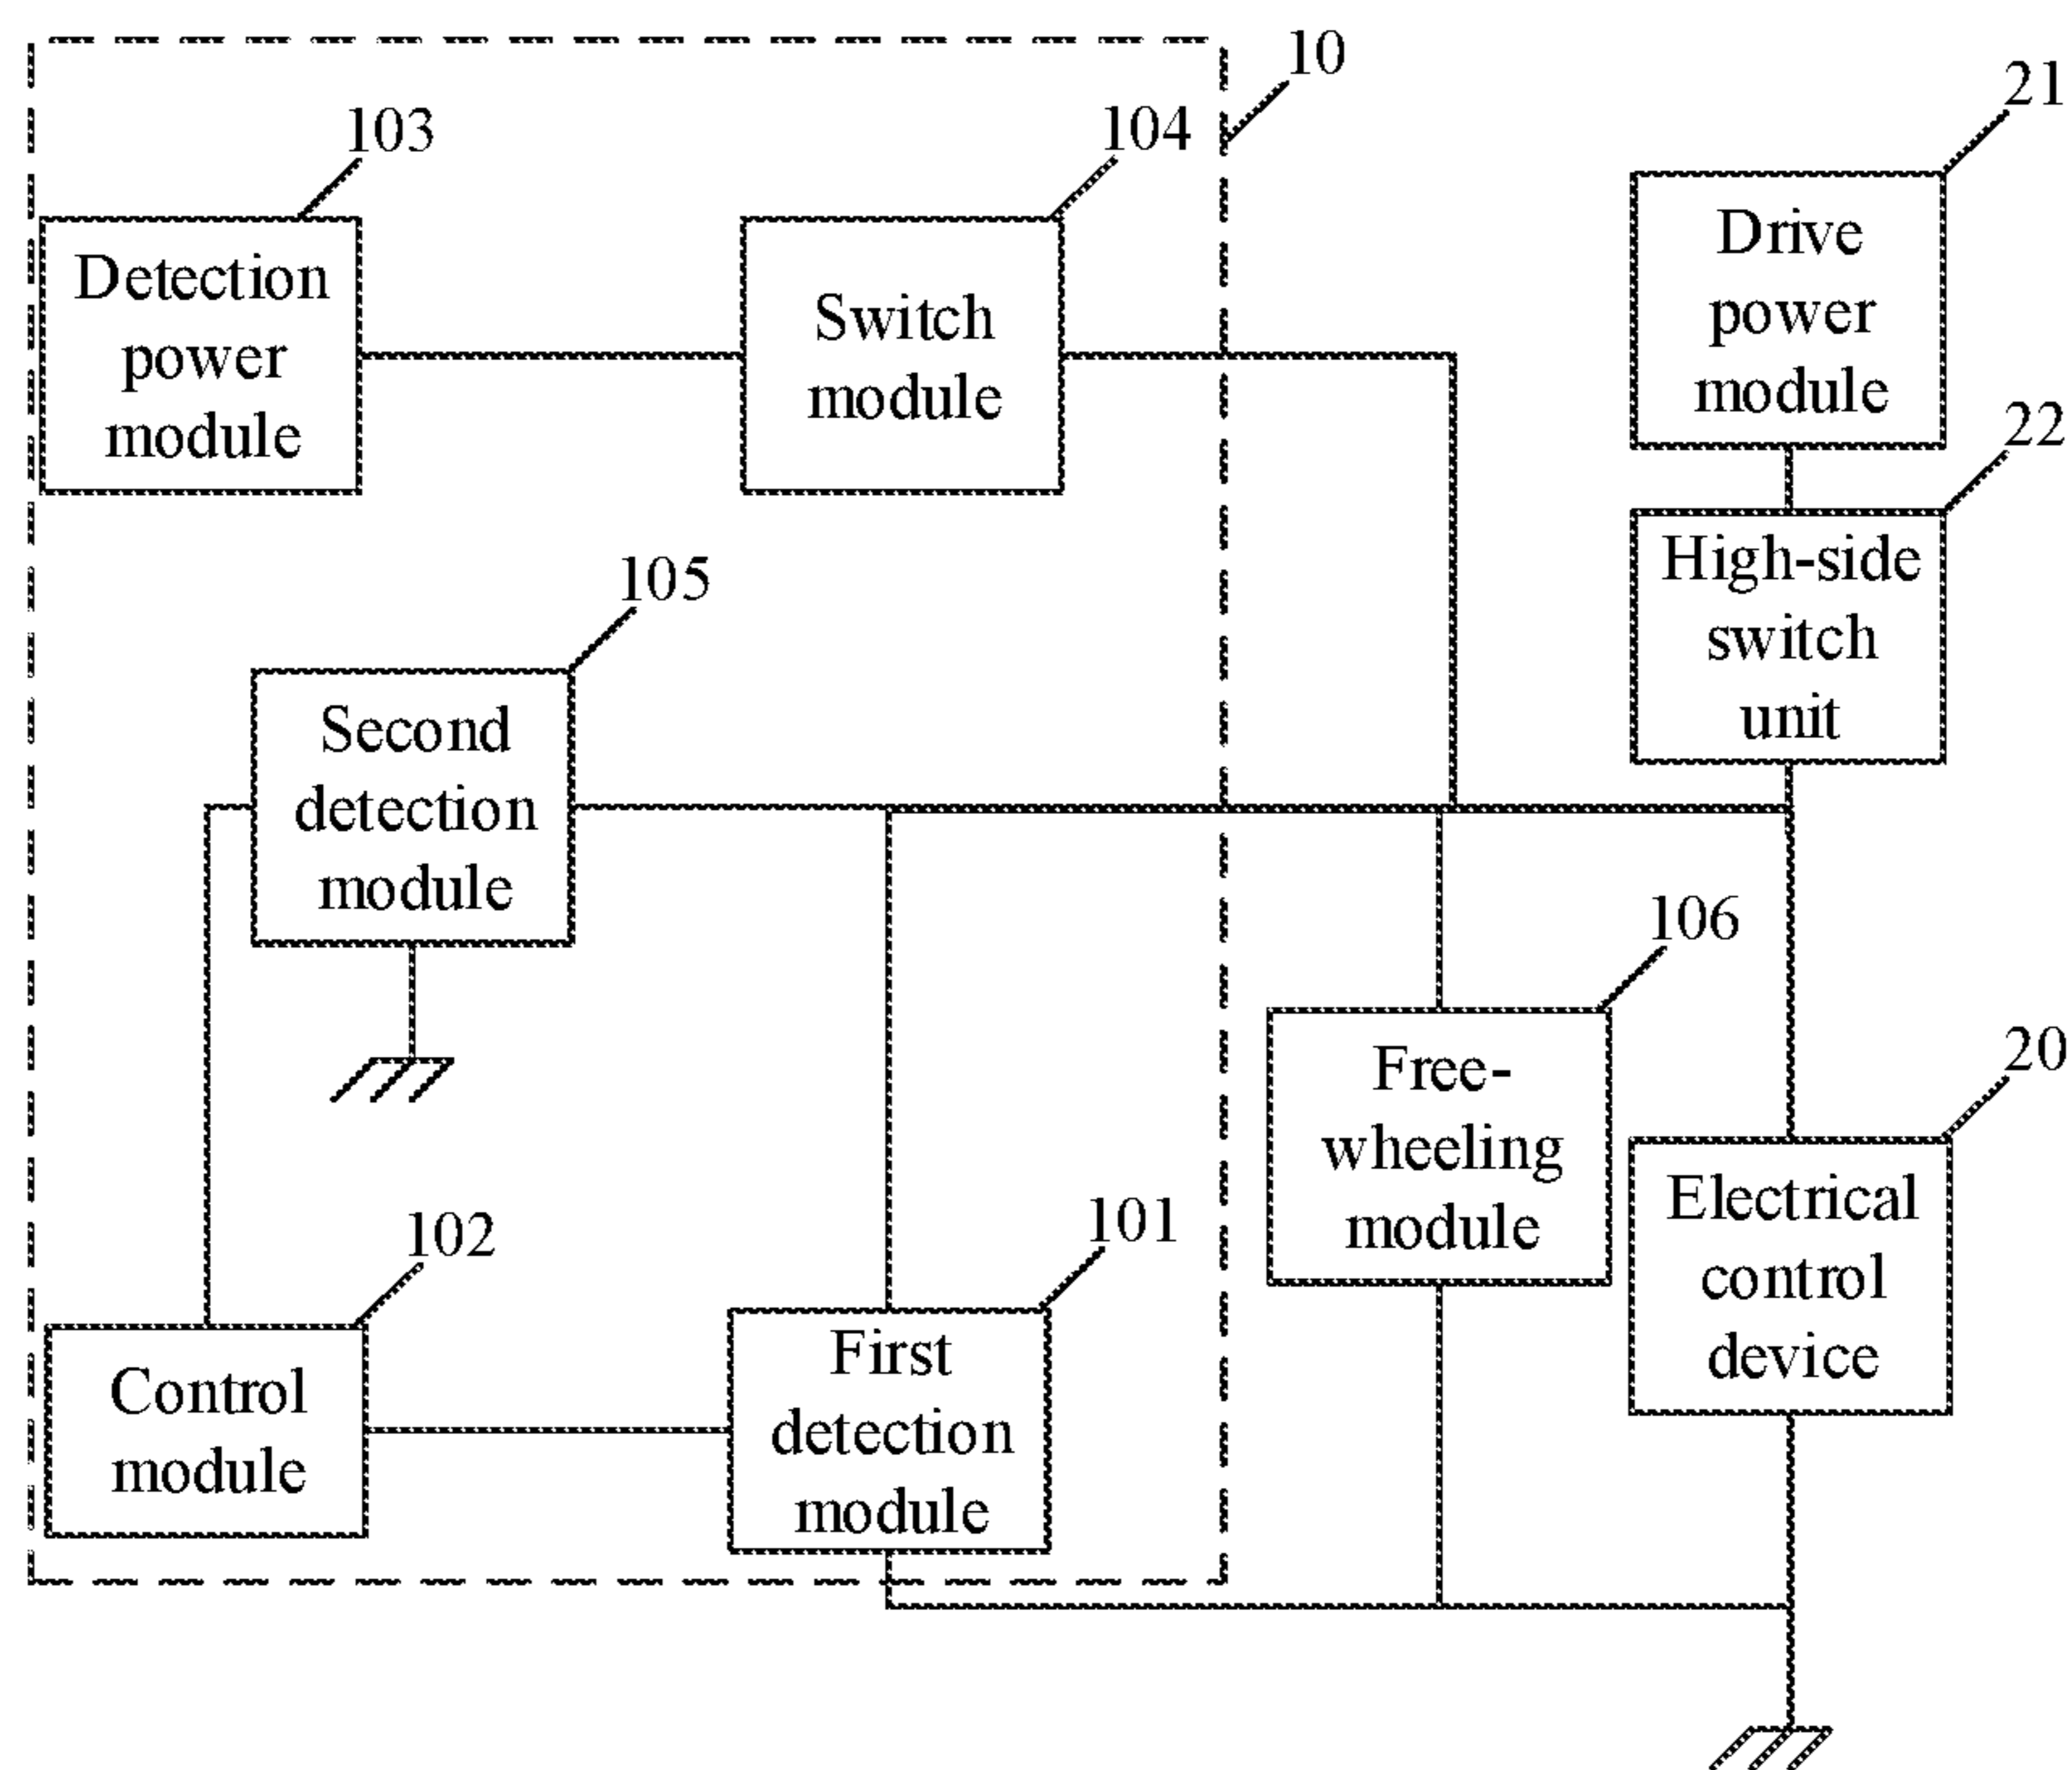 10
21
103
104
Detection
power
module
Switch
module
Drive
power
module
22
High-side
switch
unit
105
Second
detection
module
106
Free-
wheeling
module
20
Electrical
control
device
102
Control
module
101
First
detection
module